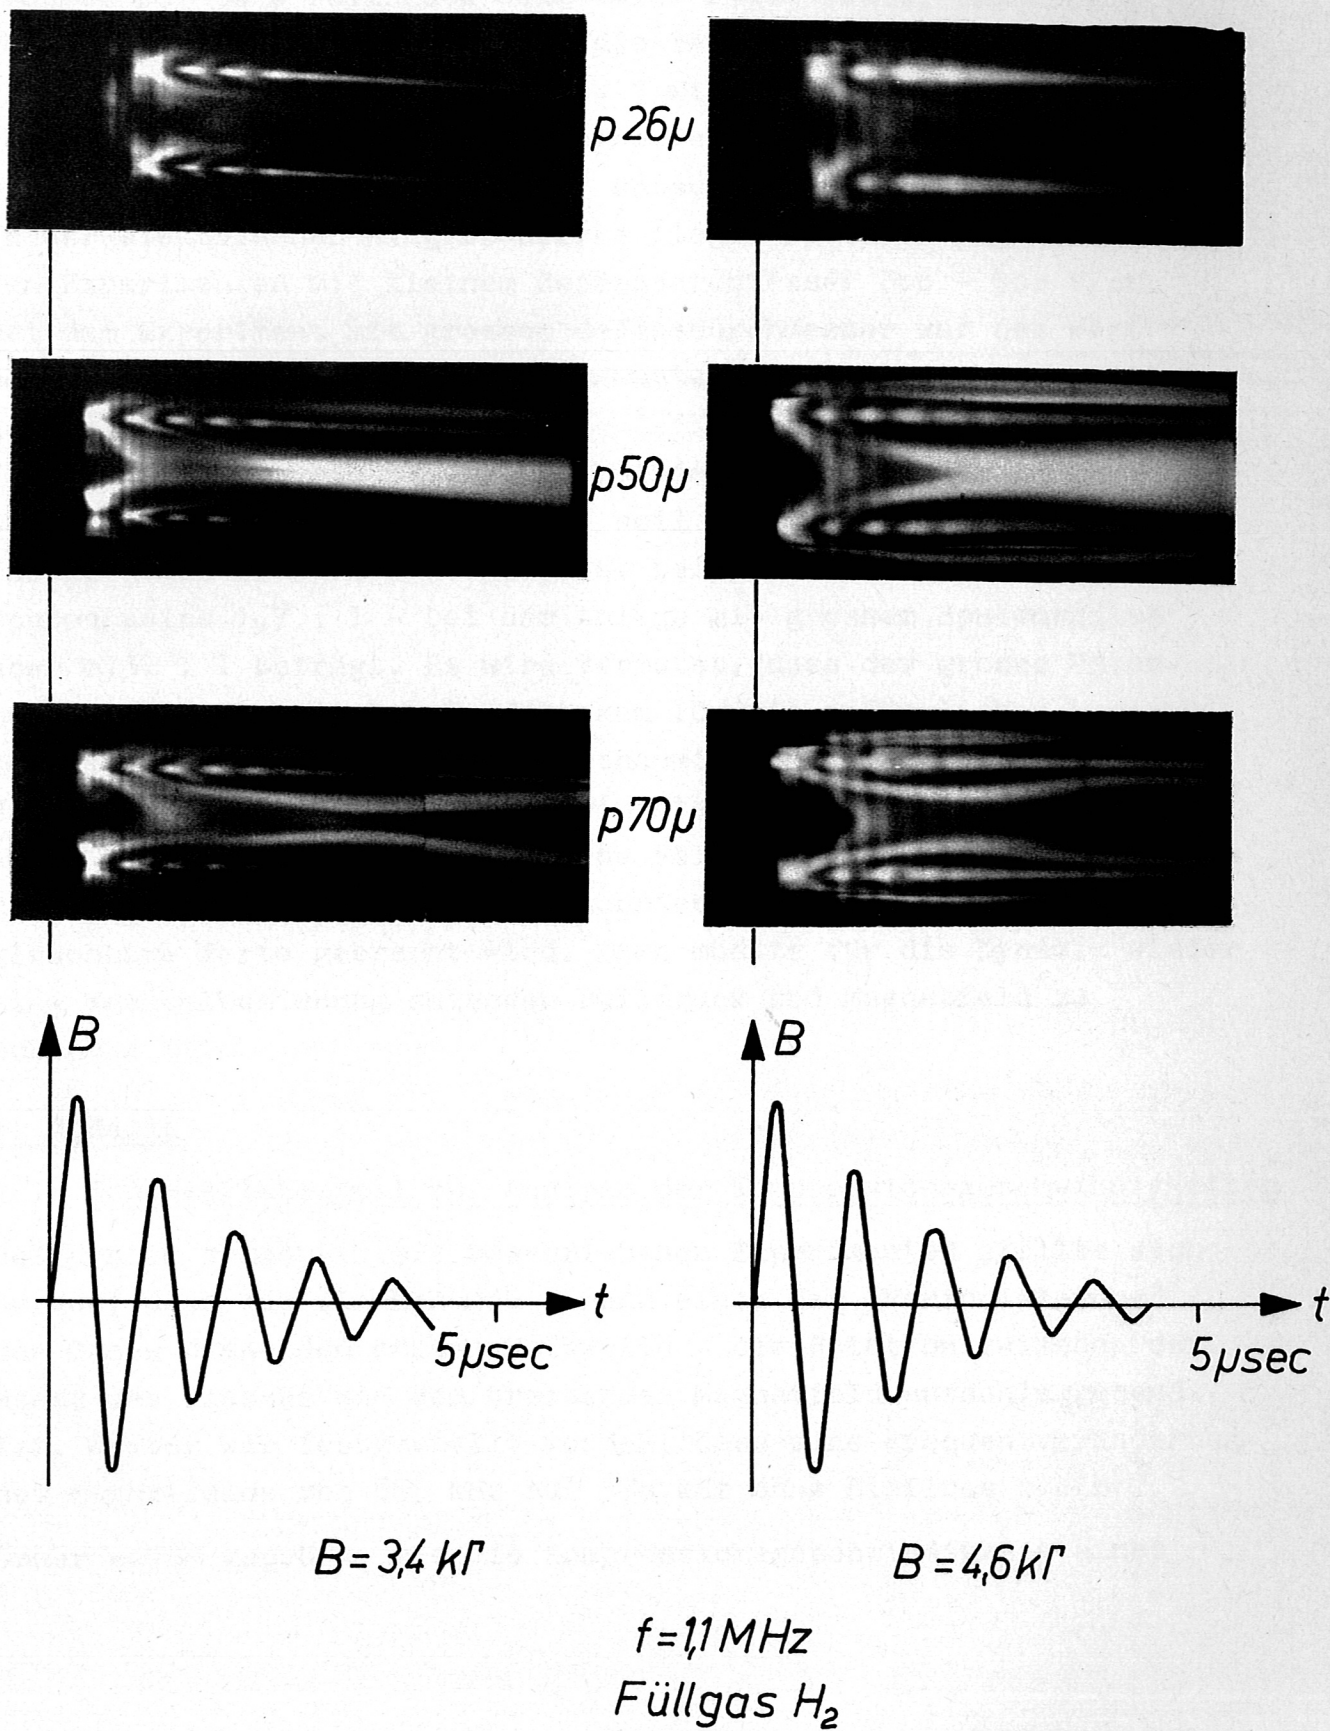 p 26µ
p50µ
p70µ
B
B
t
t
5µsec
5µsec
B = 3,4 kΓ
B = 4,6 kΓ
f = 1,1 MHz
Füllgas H₂